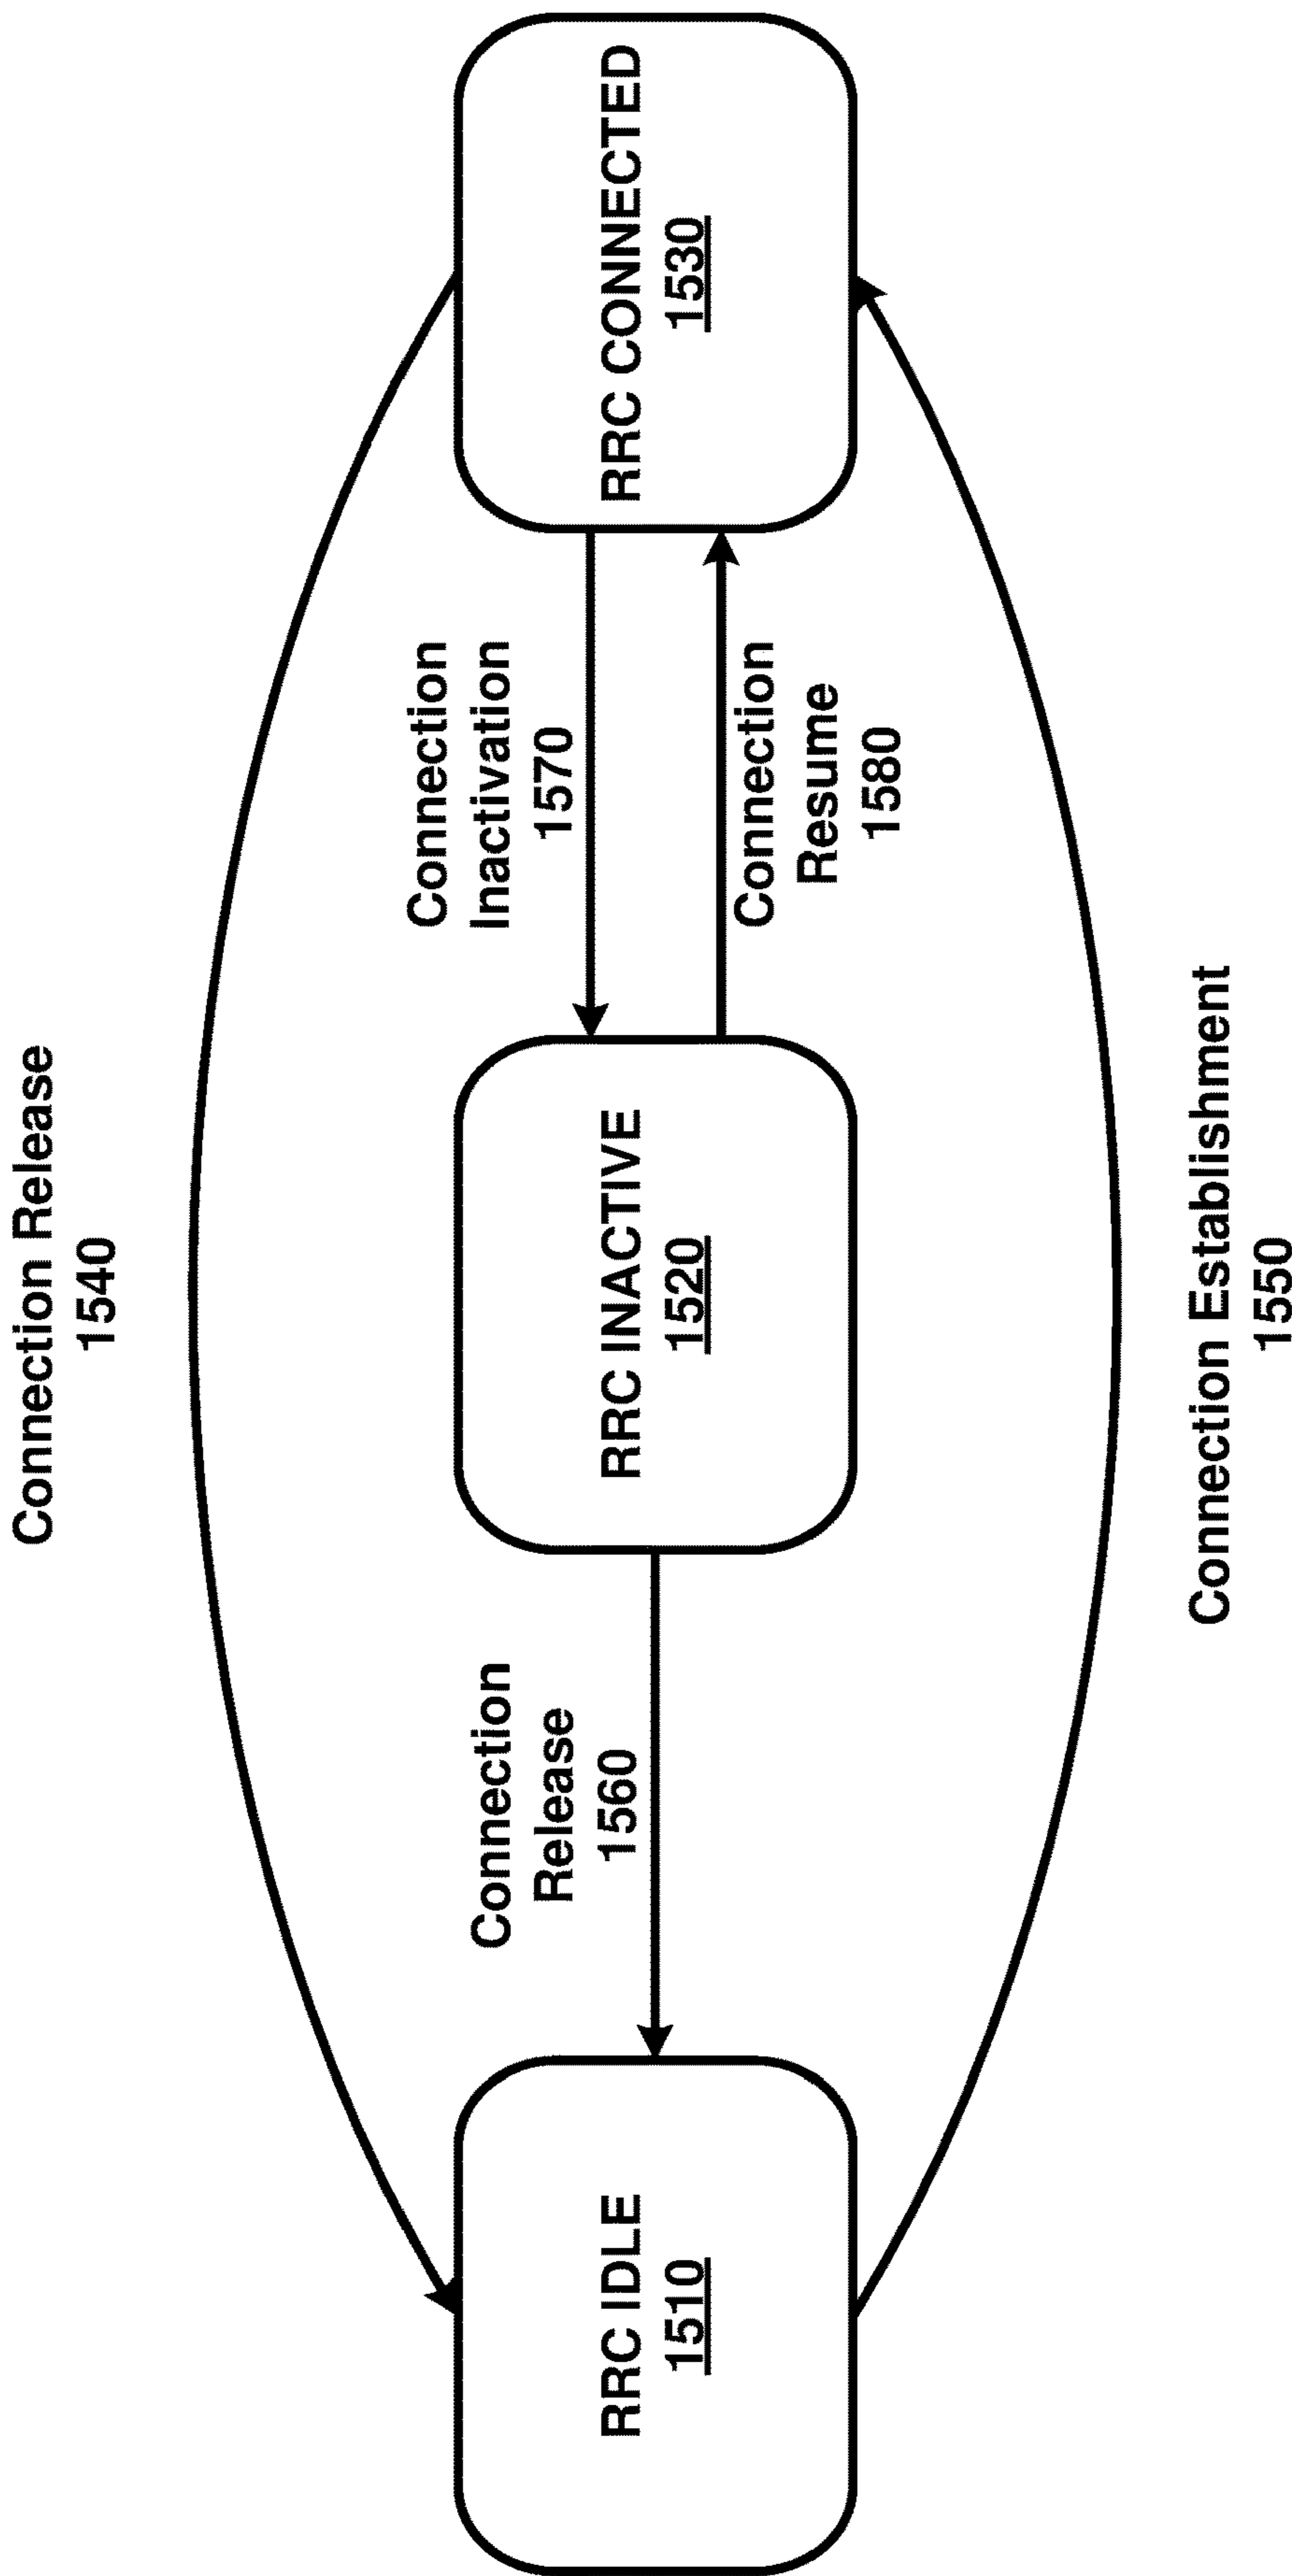 Connection Release
1540
RRC IDLE
1510
Connection
Release
1560
RRC INACTIVE
1520
Connection
Inactivation
1570
Connection
Resume
1580
RRC CONNECTED
1530
Connection Establishment
1550